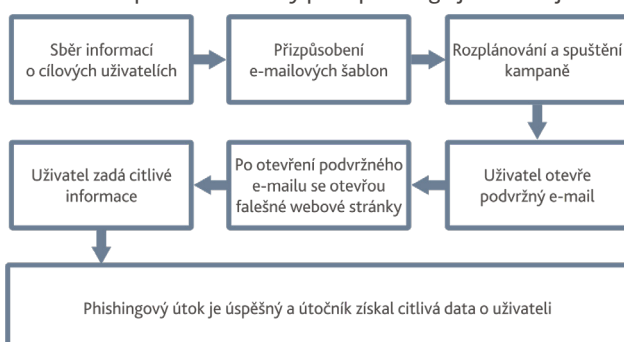 Sběr informací
o cílových uživatelích
Přizpůsobení
e-mailových šablon
Rozplánování a spuštění
kampaně
Uživatel otevře
podvržný e-mail
Po otevření podvržného
e-mailu se otevřou
falešné webové stránky
Uživatel zadá citlivé
informace
Phishingový útok je úspěšný a útočník získal citlivá data o uživateli